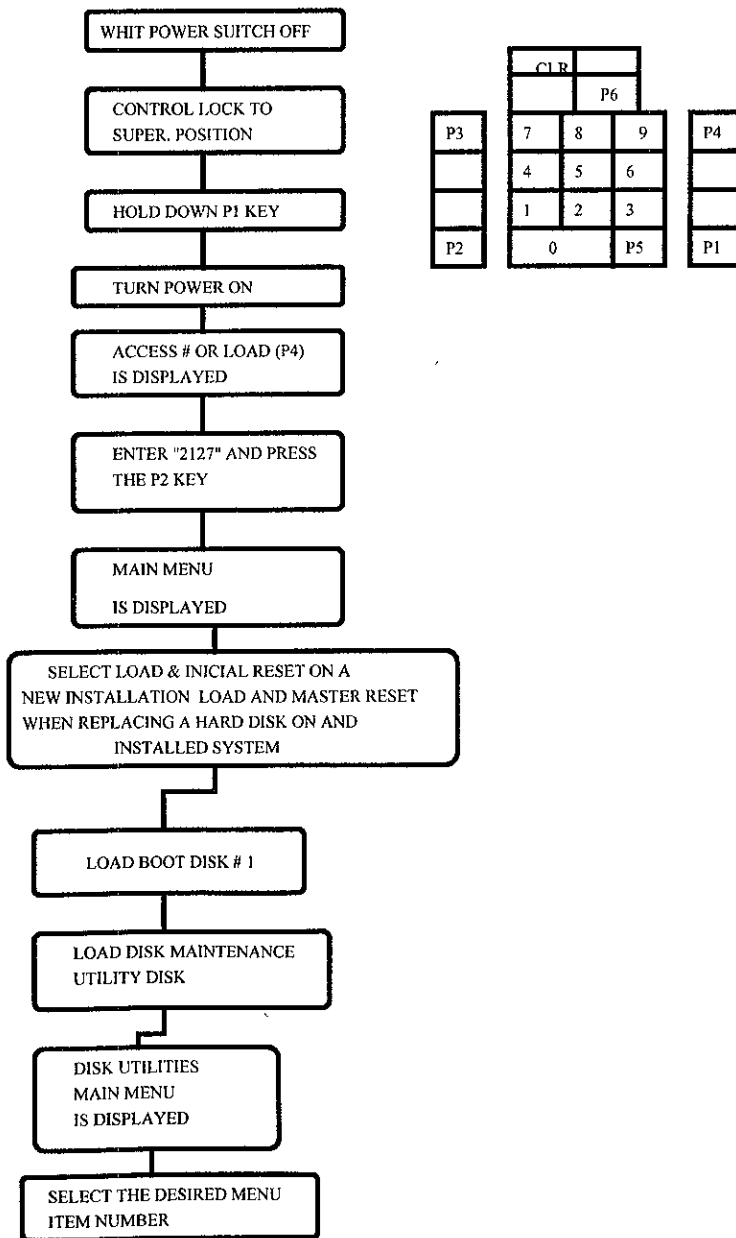 WHIT POWER SUITCH OFF
CONTROL LOCK TO
SUPER. POSITION
HOLD DOWN P1 KEY
TURN POWER ON
ACCESS # OR LOAD (P4)
IS DISPLAYED
ENTER "2127" AND PRESS
THE P2 KEY
MAIN MENU
IS DISPLAYED
SELECT LOAD & INICIAL RESET ON A
NEW INSTALLATION LOAD AND MASTER RESET
WHEN REPLACING A HARD DISK ON AND
INSTALLED SYSTEM
LOAD BOOT DISK # 1
LOAD DISK MAINTENANCE
UTILITY DISK
DISK UTILITIES
MAIN MENU
IS DISPLAYED
SELECT THE DESIRED MENU
ITEM NUMBER
CLR
P6
P3 7 8 9 P4
4 5 6
1 2 3
P2 0 P5 P1